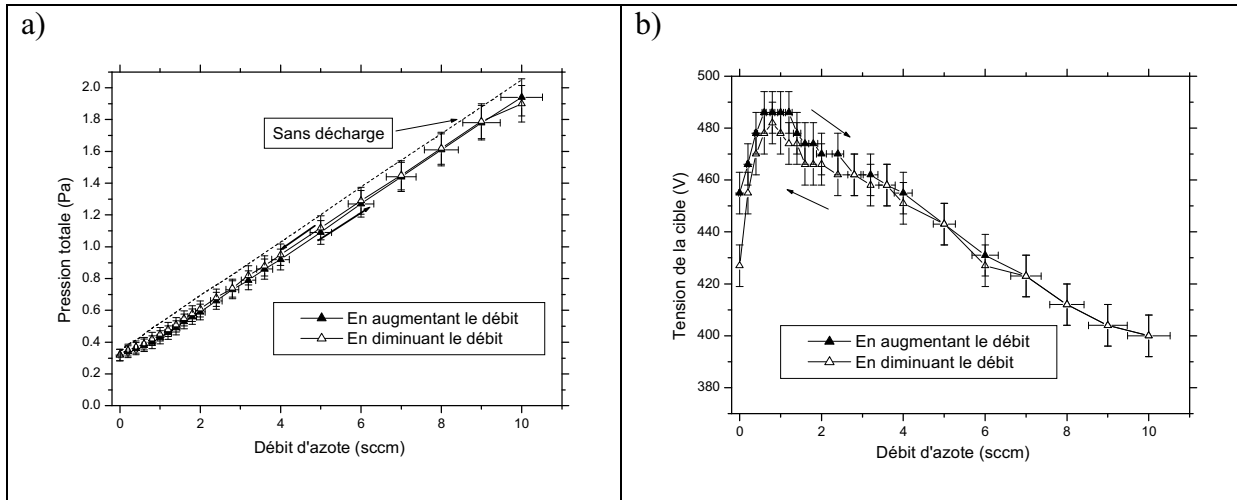 a)
Pression totale (Pa)
2.0
1.8
1.6
1.4
1.2
1.0
0.8
0.6
0.4
0.2
0.0
Sans décharge
En augmentant le débit
En diminuant le débit
0 2 4 6 8 10
Débit d'azote (sccm)
b)
Tension de la cible (V)
500
480
460
440
420
400
380
En augmentant le débit
En diminuant le débit
0 2 4 6 8 10
Débit d'azote (sccm)